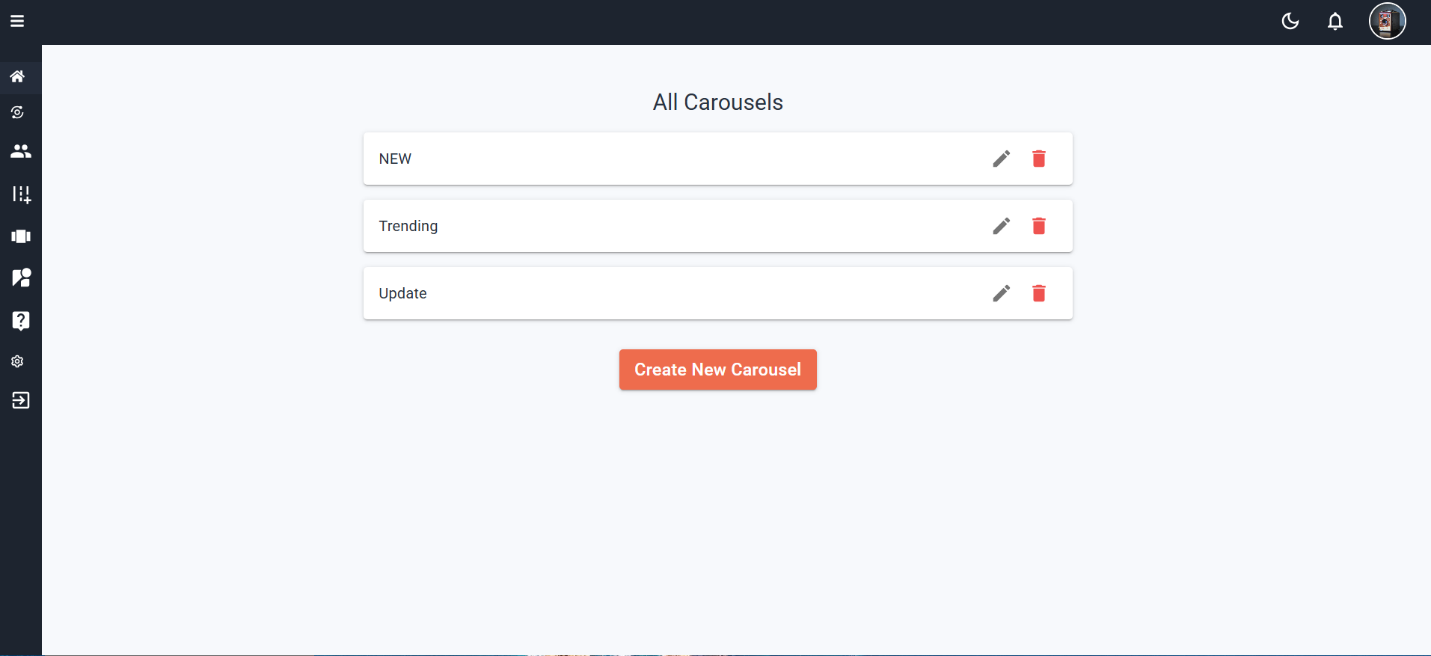 All Carousels
NEW
Trending
Update
Create New Carousel